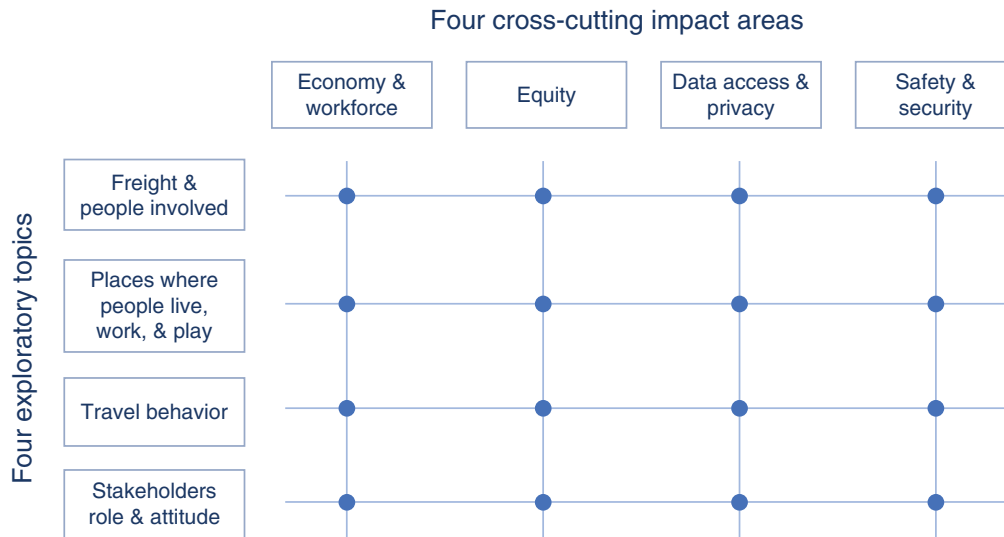 Four cross-cutting impact areas
Economy &
workforce
Equity
Data access &
privacy
Safety &
security
Four exploratory topics
Freight &
people involved
Places where
people live,
work, & play
Travel behavior
Stakeholders
role & attitude